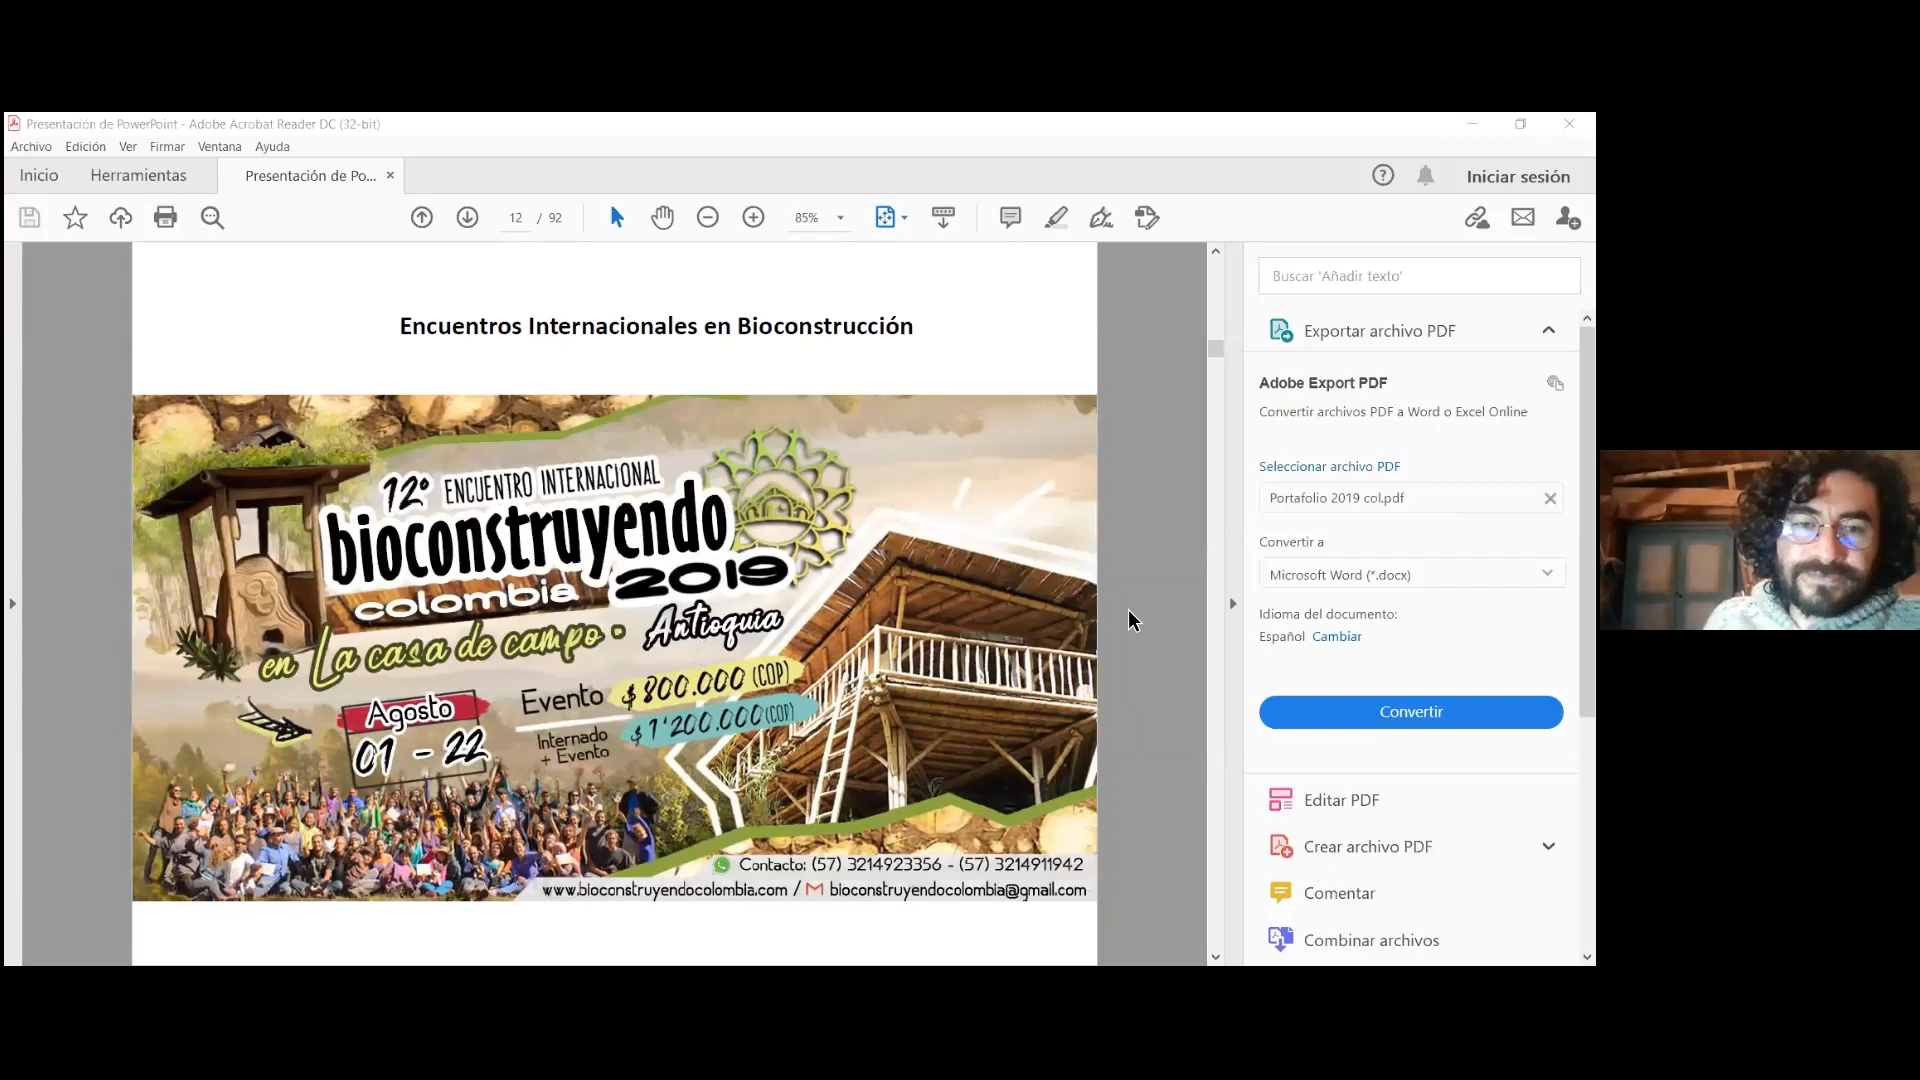 Presentación de PowerPoint - Adobe Acrobat Reader DC (32-bit)
Archivo Edición Ver Firmar Ventana Ayuda
Inicio Herramientas Presentación de Po... Iniciar sesión
12 / 92 85%
Encuentros Internacionales en Bioconstrucción
12° ENCUENTRO INTERNACIONAL
bioconstruyendo
colombia 2019
en La casa de campo - Antioquia
Agosto
01 - 22
Evento $ 800.000 (COP)
Internado
+ Evento
$ 1'200.000 (COP)
Contacto: (57) 3214923356 - (57) 3214911942
www.bioconstruyendocolombia.com / bioconstruyendocolombia@gmail.com
Buscar 'Añadir texto'
Exportar archivo PDF
Adobe Export PDF
Convertir archivos PDF a Word o Excel Online
Seleccionar archivo PDF
Portafolio 2019 col.pdf
Convertir a
Microsoft Word (*.docx)
Idioma del documento:
Español Cambiar
Convertir
Editar PDF
Crear archivo PDF
Comentar
Combinar archivos